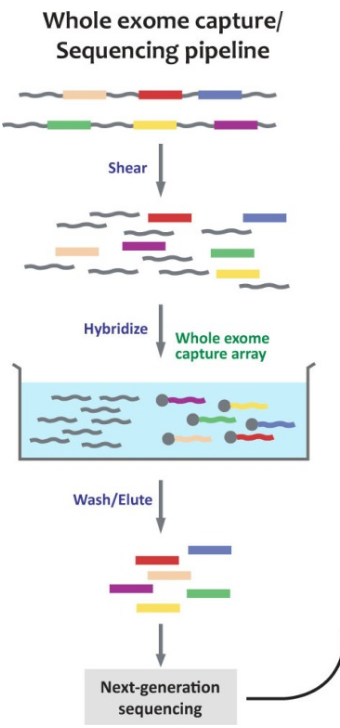 Whole exome capture/
Sequencing pipeline
Shear
Hybridize
Whole exome
capture array
Wash/Elute
Next-generation
sequencing